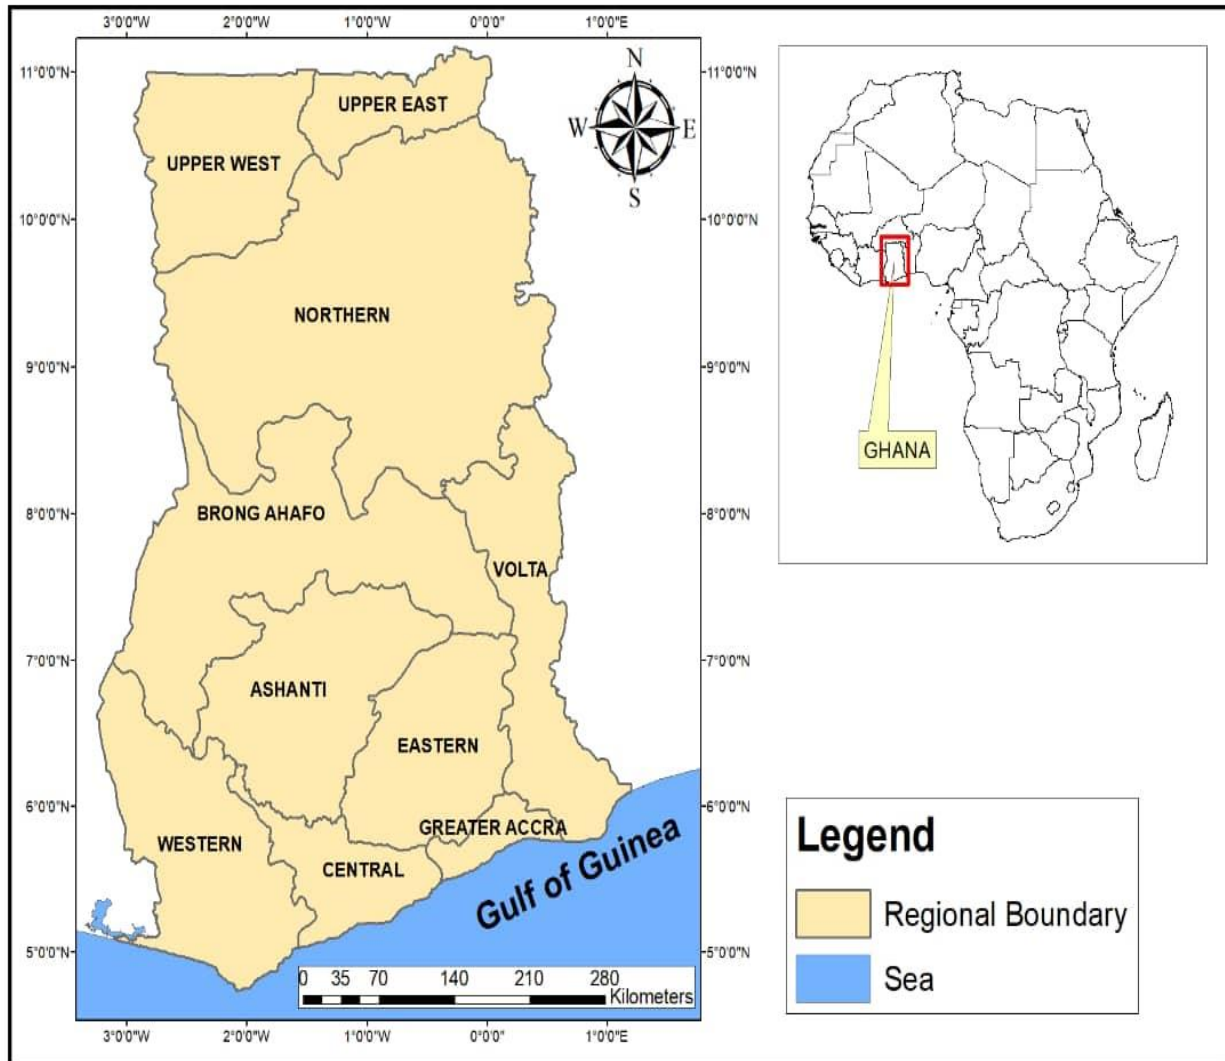 3°0'0"W 2°0'0"W 1°0'0"W 0°0'0" 1°0'0"E
11°0'0"N 11°0'0"N
10°0'0"N 10°0'0"N
9°0'0"N 9°0'0"N
8°0'0"N 8°0'0"N
7°0'0"N 7°0'0"N
6°0'0"N 6°0'0"N
5°0'0"N 5°0'0"N
N
W E
S
UPPER EAST
UPPER WEST
NORTHERN
BRONG AHAFO
VOLTA
ASHANTI
EASTERN
GREATER ACCRA
WESTERN
CENTRAL
Gulf of Guinea
0 35 70 140 210 280
Kilometers
3°0'0"W 2°0'0"W 1°0'0"W 0°0'0" 1°0'0"E
GHANA
Legend
Regional Boundary
Sea